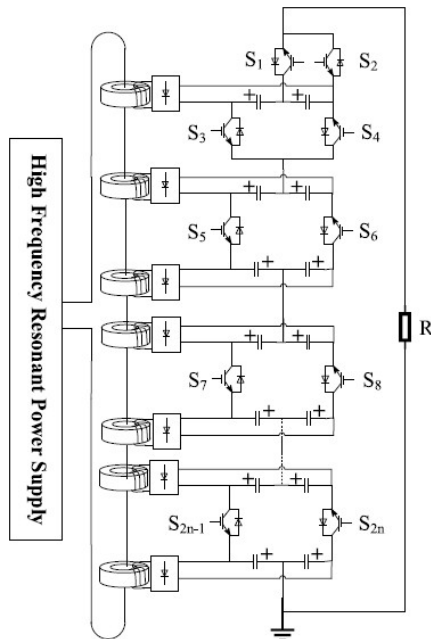 High Frequency Resonant Power Supply
S1
S2
+
+
S3
S4
+
+
S5
S6
+
+
+
+
S7
S8
+
+
+
+
S2n-1
S2n
+
+
R